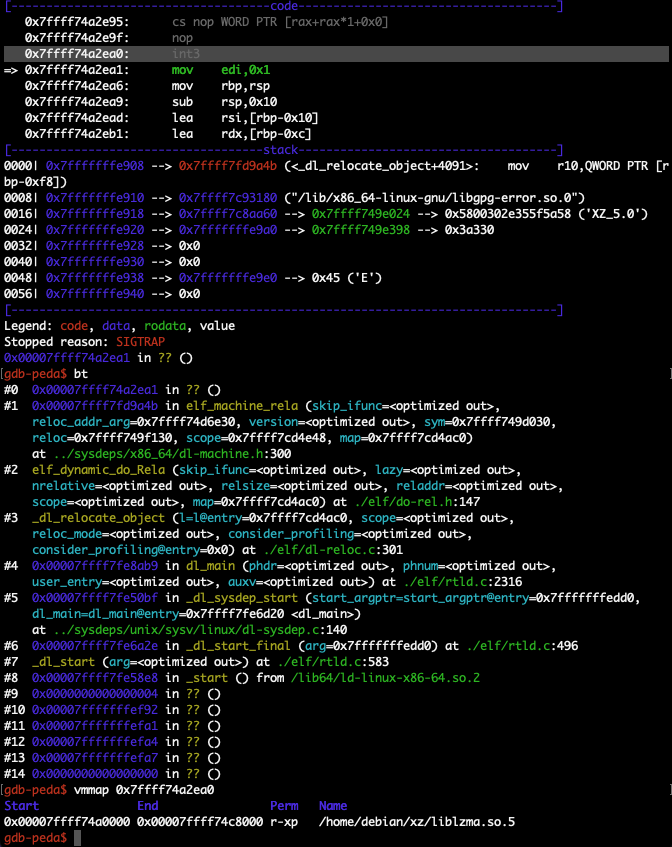 [-------------------------------------code-------------------------------------]
0x7ffff74a2e95: cs nop WORD PTR [rax+rax*1+0x0]
0x7ffff74a2e9f: nop
0x7ffff74a2ea0: int3
=> 0x7ffff74a2ea1: mov edi,0x1
0x7ffff74a2ea6: mov rbp,rsp
0x7ffff74a2ea9: sub rsp,0x10
0x7ffff74a2ead: lea rsi,[rbp-0x10]
0x7ffff74a2eb1: lea rdx,[rbp-0xc]
[------------------------------------stack-------------------------------------]
0000| 0x7fffffffe908 --> 0x7ffff7fd9a4b (<_dl_relocate_object+4091>: mov r10,QWORD PTR [r
bp-0xf8])
0008| 0x7fffffffe910 --> 0x7ffff7c93180 ("/lib/x86_64-linux-gnu/libgpg-error.so.0")
0016| 0x7fffffffe918 --> 0x7ffff7c8aa60 --> 0x7ffff749e024 --> 0x5800302e355f5a58 ('XZ_5.0')
0024| 0x7fffffffe920 --> 0x7fffffffe9a0 --> 0x7ffff749e398 --> 0x3a330
0032| 0x7fffffffe928 --> 0x0
0040| 0x7fffffffe930 --> 0x0
0048| 0x7fffffffe938 --> 0x7fffffffe9e0 --> 0x45 ('E')
0056| 0x7fffffffe940 --> 0x0
[------------------------------------------------------------------------------]
Legend: code, data, rodata, value
Stopped reason: SIGTRAP
0x00007ffff74a2ea1 in ?? ()
[gdb-peda$ bt ]
#0 0x00007ffff74a2ea1 in ?? ()
#1 0x00007ffff7fd9a4b in elf_machine_rela (skip_ifunc=<optimized out>,
reloc_addr_arg=0x7ffff74d6e30, version=<optimized out>, sym=0x7ffff749d030,
reloc=0x7ffff749f130, scope=0x7ffff7cd4e48, map=0x7ffff7cd4ac0)
at ../sysdeps/x86_64/dl-machine.h:300
#2 elf_dynamic_do_Rela (skip_ifunc=<optimized out>, lazy=<optimized out>,
nrelative=<optimized out>, relsize=<optimized out>, reladdr=<optimized out>,
scope=<optimized out>, map=0x7ffff7cd4ac0) at ./elf/do-rel.h:147
#3 _dl_relocate_object (l=l@entry=0x7ffff7cd4ac0, scope=<optimized out>,
reloc_mode=<optimized out>, consider_profiling=<optimized out>,
consider_profiling@entry=0x0) at ./elf/dl-reloc.c:301
#4 0x00007ffff7fe8ab9 in dl_main (phdr=<optimized out>, phnum=<optimized out>,
user_entry=<optimized out>, auxv=<optimized out>) at ./elf/rtld.c:2316
#5 0x00007ffff7fe50bf in _dl_sysdep_start (start_argptr=start_argptr@entry=0x7fffffffedd0,
dl_main=dl_main@entry=0x7ffff7fe6d20 <dl_main>)
at ../sysdeps/unix/sysv/linux/dl-sysdep.c:140
#6 0x00007ffff7fe6a2e in _dl_start_final (arg=0x7fffffffedd0) at ./elf/rtld.c:496
#7 _dl_start (arg=<optimized out>) at ./elf/rtld.c:583
#8 0x00007ffff7fe58e8 in _start () from /lib64/ld-linux-x86-64.so.2
#9 0x0000000000000004 in ?? ()
#10 0x00007fffffffef92 in ?? ()
#11 0x00007fffffffefa1 in ?? ()
#12 0x00007fffffffefa4 in ?? ()
#13 0x00007fffffffefa7 in ?? ()
#14 0x0000000000000000 in ?? ()
[gdb-peda$ vmmap 0x7ffff74a2ea0 ]
Start End Perm Name
0x00007ffff74a0000 0x00007ffff74c8000 r-xp /home/debian/xz/liblzma.so.5
gdb-peda$